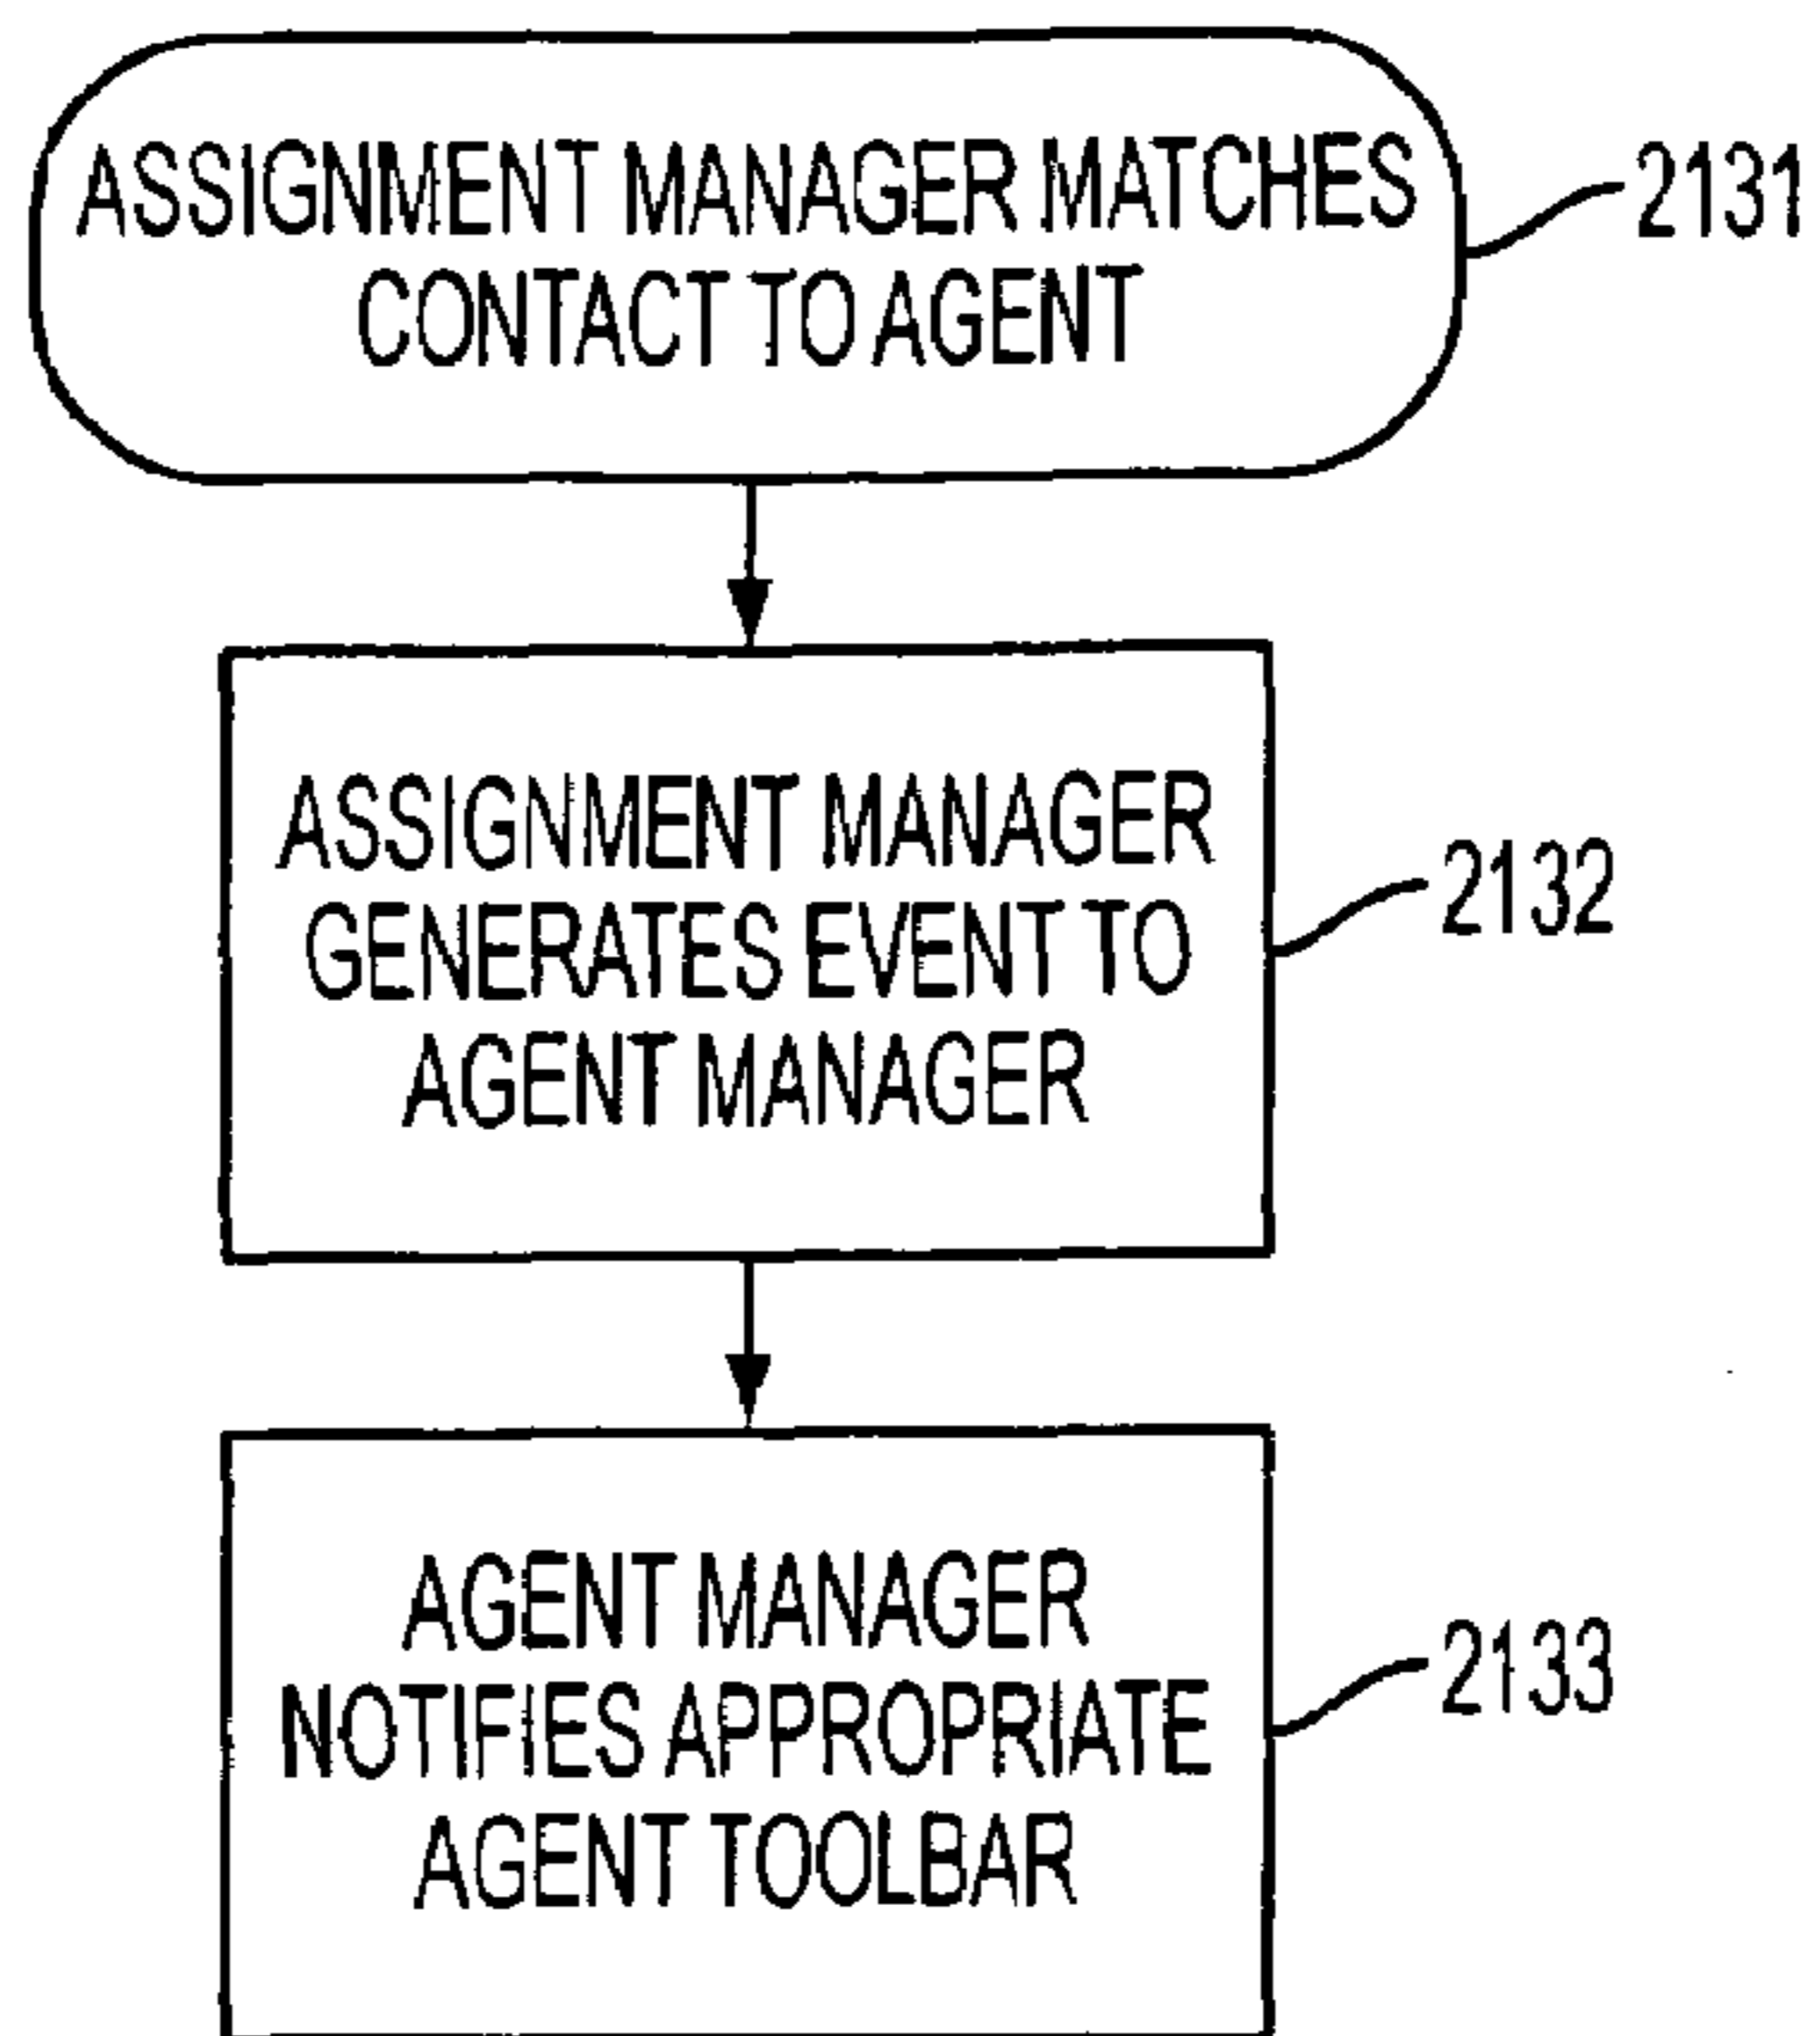 ASSIGNMENT MANAGER MATCHES
CONTACT TO AGENT
2131
ASSIGNMENT MANAGER
GENERATES EVENT TO
AGENT MANAGER
2132
AGENT MANAGER
NOTIFIES APPROPRIATE
AGENT TOOLBAR
2133